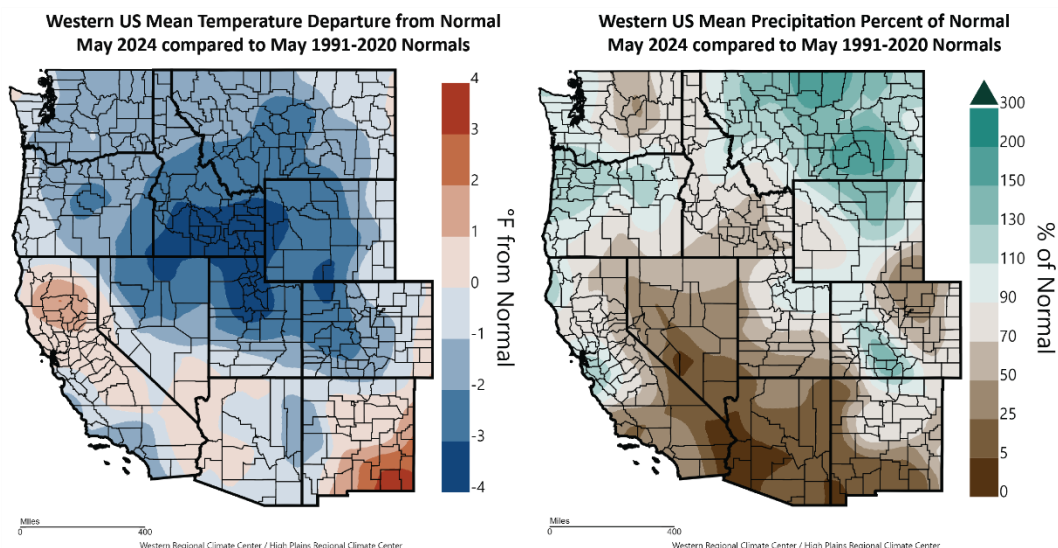 Western US Mean Temperature Departure from Normal
May 2024 compared to May 1991-2020 Normals
4
3
2
1
0
-1
-2
-3
-4
°F from Normal
Miles
0 400
Western Regional Climate Center / High Plains Regional Climate Center
Western US Mean Precipitation Percent of Normal
May 2024 compared to May 1991-2020 Normals
300
200
150
130
110
90
70
50
25
5
0
% of Normal
Miles
0 400
Western Regional Climate Center / High Plains Regional Climate Center